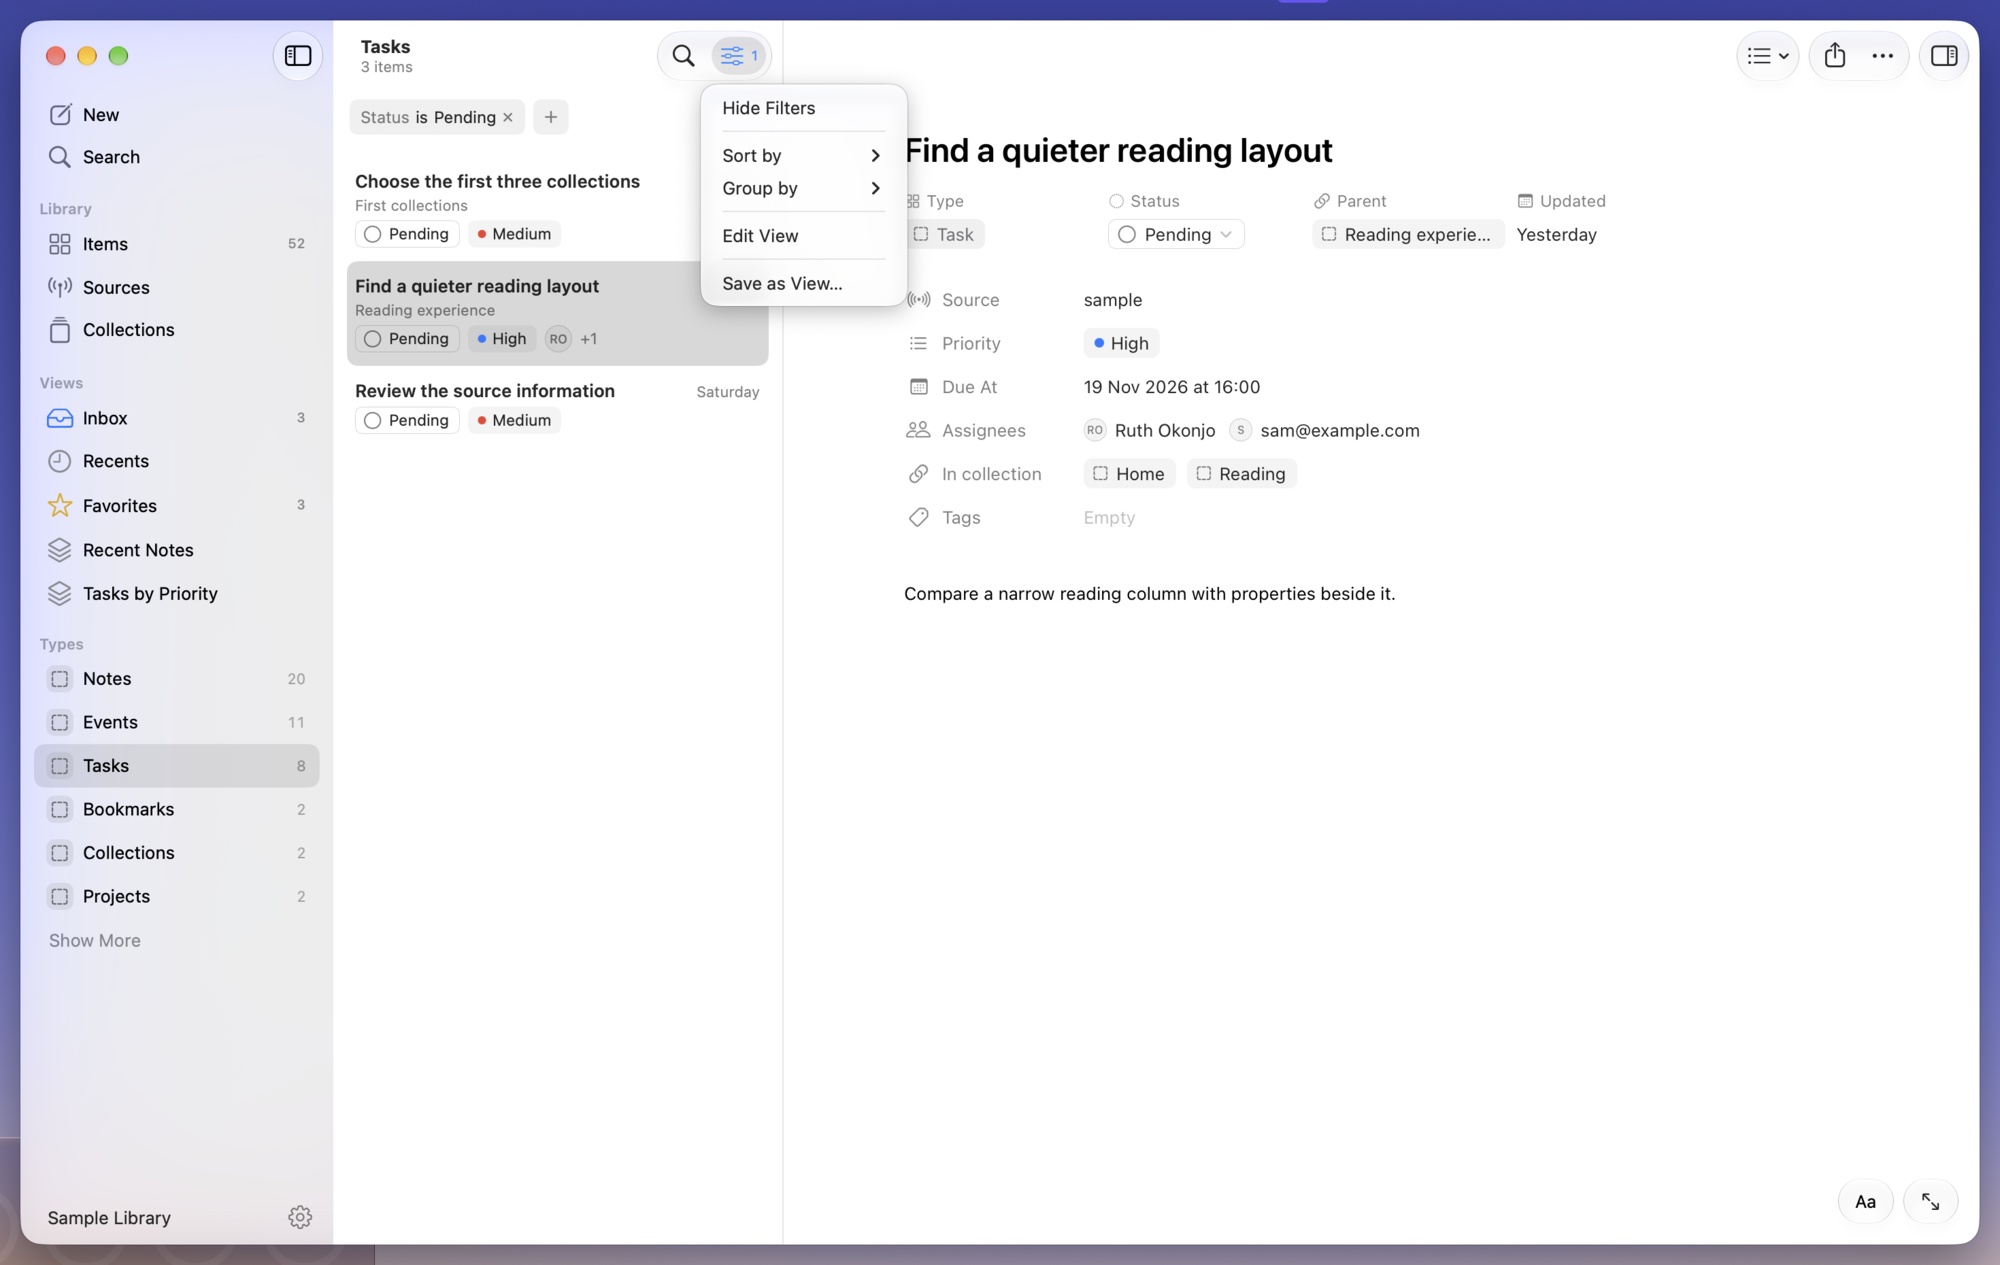 New
Search
Library
Items 52
Sources
Collections
Views
Inbox 3
Recents
Favorites 3
Recent Notes
Tasks by Priority
Types
Notes 20
Events 11
Tasks 8
Bookmarks 2
Collections 2
Projects 2
Show More
Sample Library
Tasks
3 items
1
Status is Pending × +
Choose the first three collections
First collections
Pending Medium
Find a quieter reading layout
Reading experience
Pending High RO +1
Review the source information Saturday
Pending Medium
Hide Filters
Sort by
Group by
Edit View
Save as View...
Find a quieter reading layout
Type Status Parent Updated
Task Pending Reading experie... Yesterday
Source sample
Priority High
Due At 19 Nov 2026 at 16:00
Assignees RO Ruth Okonjo S sam@example.com
In collection Home Reading
Tags Empty
Compare a narrow reading column with properties beside it.
Aa